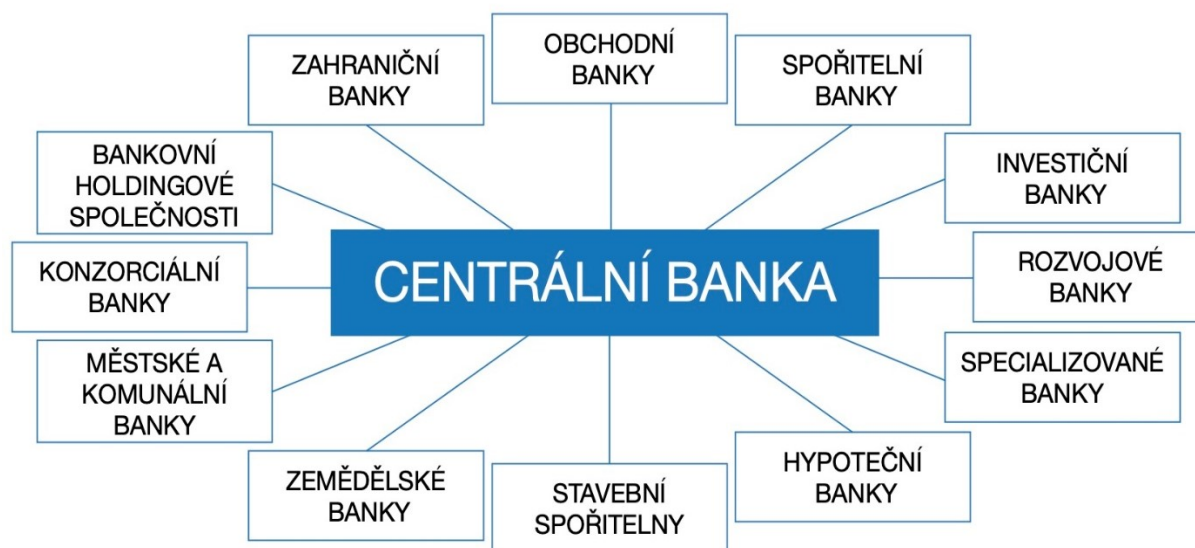 OBCHODNÍ
BANKY
ZAHRANIČNÍ
BANKY
SPOŘITELNÍ
BANKY
BANKOVNÍ
HOLDINGOVÉ
SPOLEČNOSTI
INVESTIČNÍ
BANKY
KONZORCIÁLNÍ
BANKY
CENTRÁLNÍ BANKA
ROZVOJOVÉ
BANKY
MĚSTSKÉ A
KOMUNÁLNÍ
BANKY
SPECIALIZOVANÉ
BANKY
ZEMĚDĚLSKÉ
BANKY
STAVEBNÍ
SPOŘITELNY
HYPOTEČNÍ
BANKY